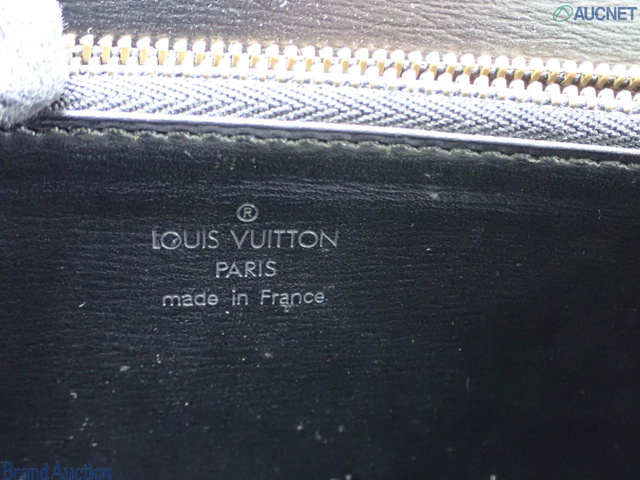 AUCNET
®
LOUIS VUITTON
PARIS
made in France
Brand Auction